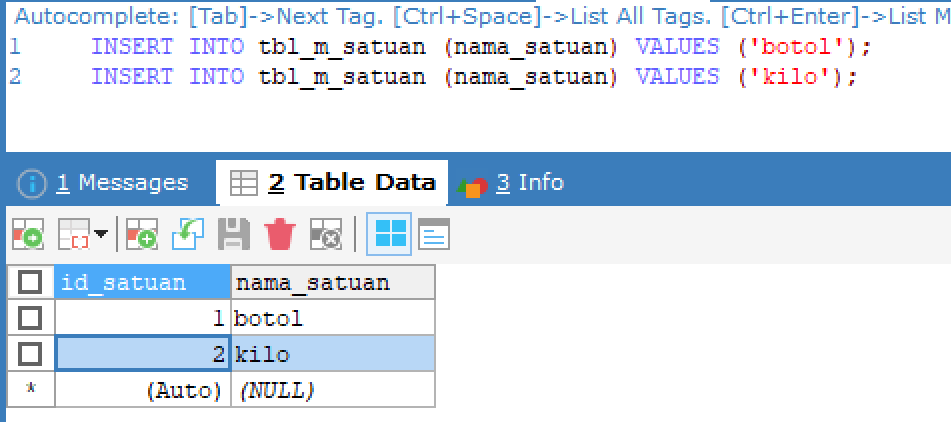 Autocomplete: [Tab]->Next Tag. [Ctrl+Space]->List All Tags. [Ctrl+Enter]->List M
1 INSERT INTO tbl_m_satuan (nama_satuan) VALUES ('botol');
2 INSERT INTO tbl_m_satuan (nama_satuan) VALUES ('kilo');
1 Messages 2 Table Data 3 Info
id_satuan nama_satuan
1 botol
2 kilo
* (Auto) (NULL)